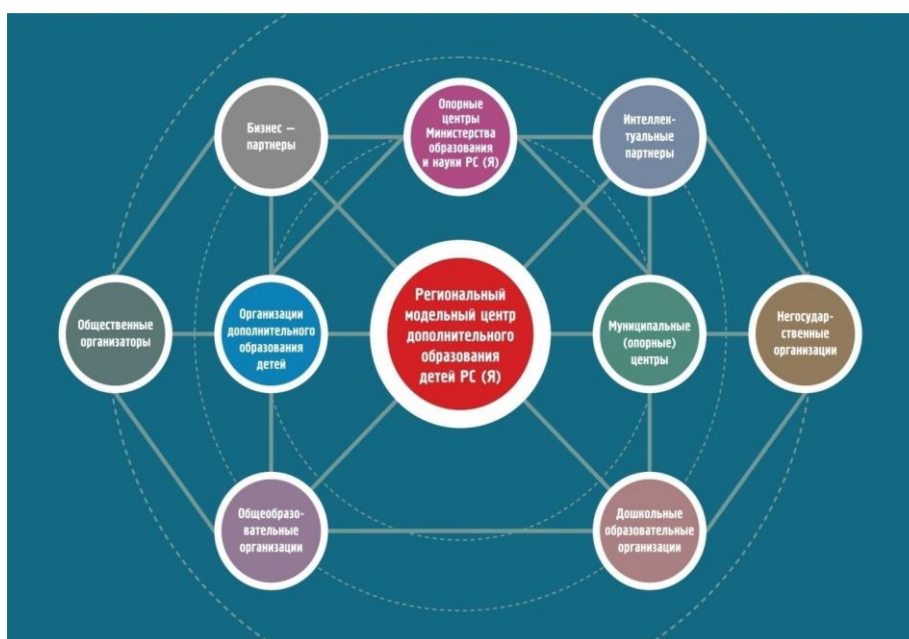 Бизнес –
партнеры
Опорные
центры
Министерства
образования
и науки РС (Я)
Интеллек-
туальные
партнеры
Общественные
организаторы
Организации
дополнительного
образования
детей
Региональный
модельный центр
дополнительного
образования
детей РС (Я)
Муниципальные
(опорные)
центры
Негосудар-
ственные
организации
Общеобразо-
вательные
организации
Дошкольные
образовательные
организации